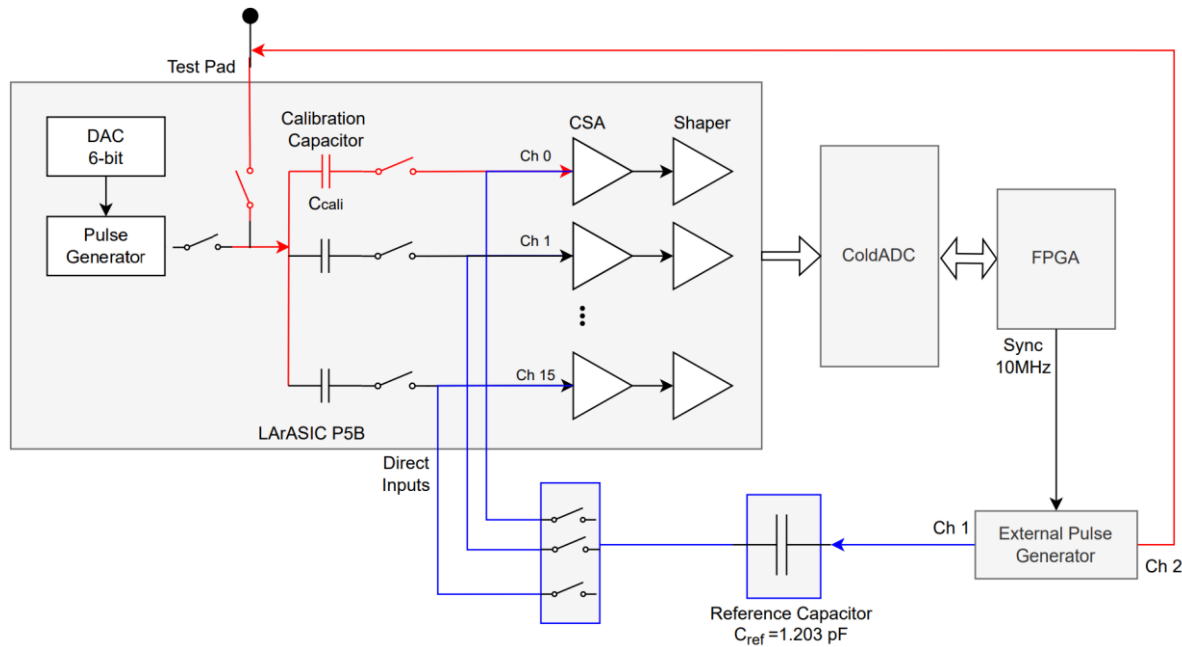 Test Pad
DAC
6-bit
Pulse
Generator
Calibration
Capacitor
Ccali
CSA
Shaper
Ch 0
Ch 1
Ch 15
LArASIC P5B
ColdADC
FPGA
Sync
10MHz
Direct
Inputs
Ch 1
External Pulse
Generator
Ch 2
Reference Capacitor
Cref =1.203 pF